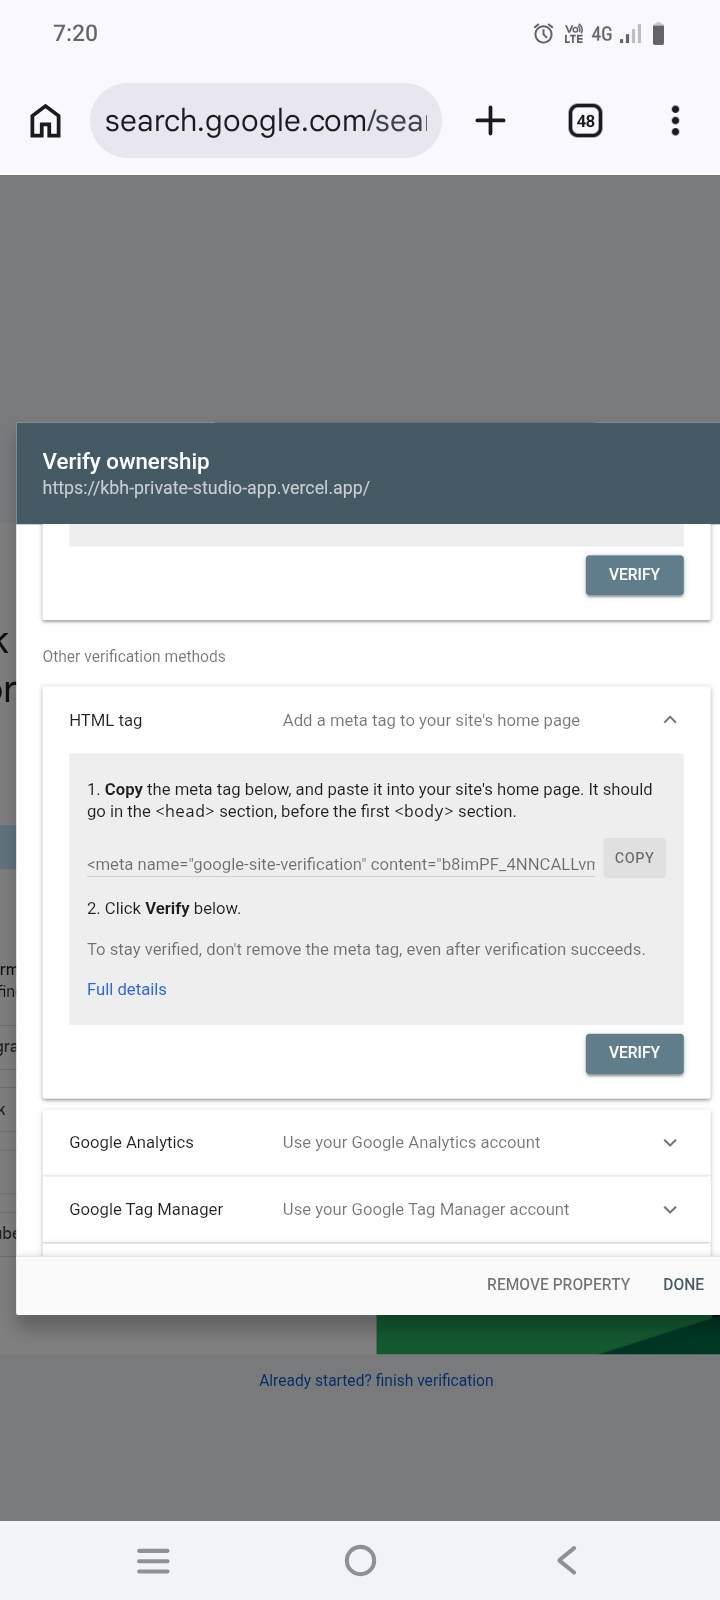 7:20
Vo) LTE 4G
search.google.com/sea
48
Verify ownership
https://kbh-private-studio-app.vercel.app/
VERIFY
Other verification methods
HTML tag Add a meta tag to your site's home page
1. Copy the meta tag below, and paste it into your site's home page. It should
go in the <head> section, before the first <body> section.
<meta name="google-site-verification" content="b8imPF_4NNCALLvm
COPY
2. Click Verify below.
To stay verified, don't remove the meta tag, even after verification succeeds.
Full details
VERIFY
Google Analytics Use your Google Analytics account
Google Tag Manager Use your Google Tag Manager account
REMOVE PROPERTY DONE
Already started? finish verification